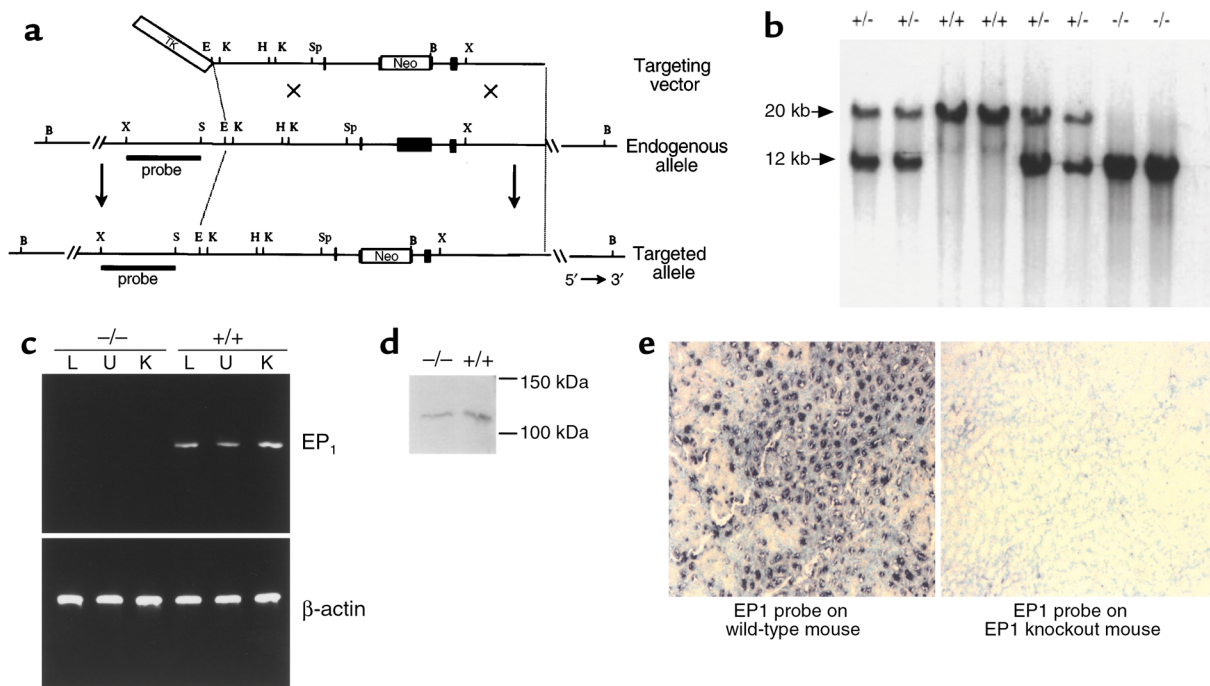 a
TK
E K H K Sp B X
Neo
Targeting
vector
B X S E K H K Sp X B
probe
Endogenous
allele
B X S E K H K Sp B X B
Neo
probe
Targeted
allele
5′ → 3′
b
+/- +/- +/+ +/+ +/- +/- -/- -/-
20 kb
12 kb
c
–/– +/+
L U K L U K
EP1
β-actin
d
–/– +/+
150 kDa
100 kDa
e
EP1 probe on
wild-type mouse
EP1 probe on
EP1 knockout mouse